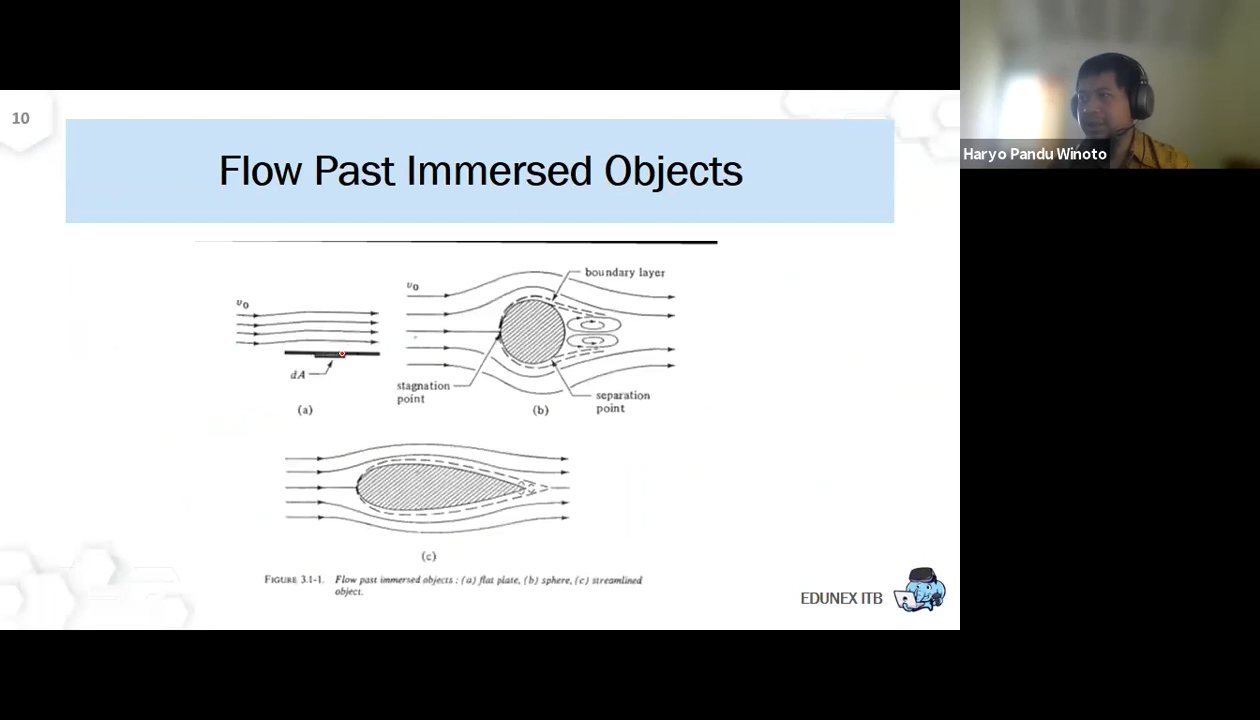 10
Flow Past Immersed Objects
Haryo Pandu Winoto
v0
v0
boundary layer
dA
stagnation
point
separation
point
(a)
(b)
(c)
FIGURE 3.1-1. Flow past immersed objects : (a) flat plate, (b) sphere, (c) streamlined
object.
EDUNEX ITB